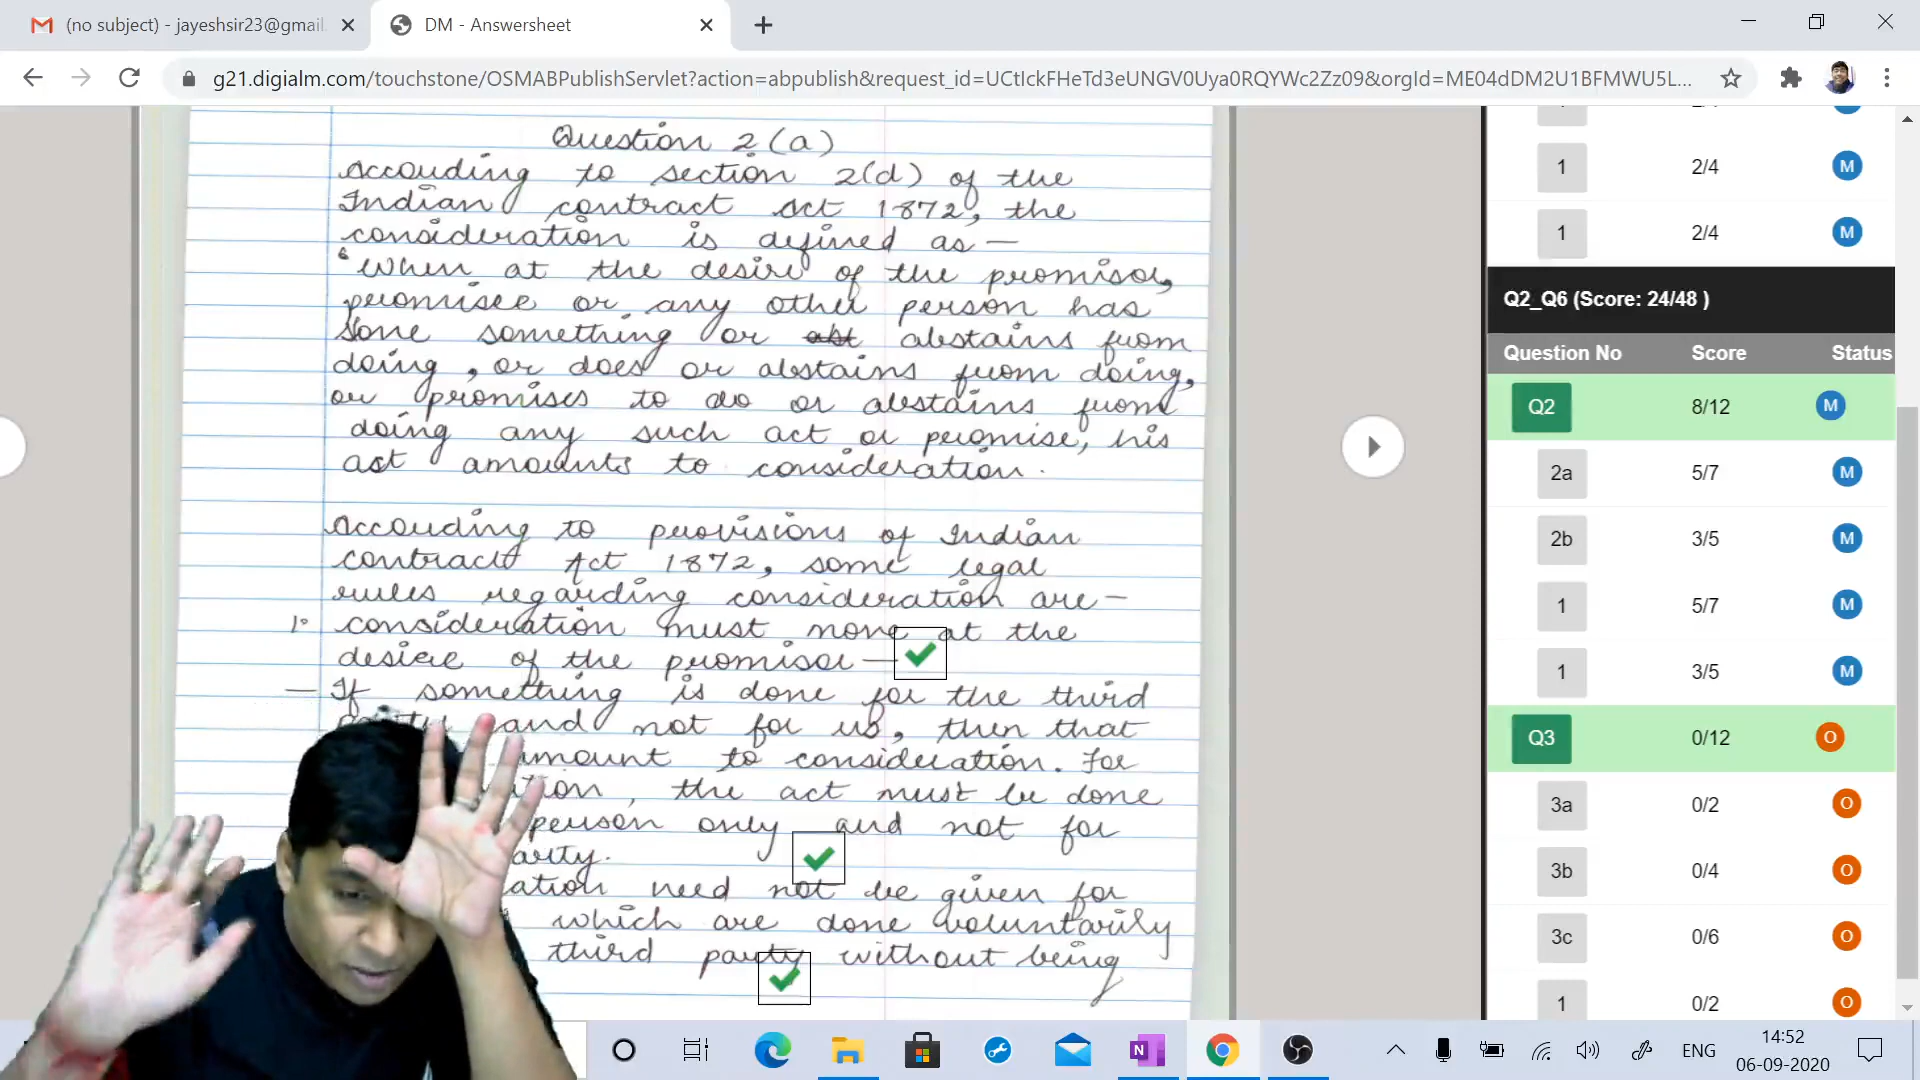 (no subject) - jayeshsir23@gmail.
DM - Answersheet
g21.digialm.com/touchstone/OSMABPublishServlet?action=abpublish&request_id=UCtIckFHeTd3eUNGV0Uya0RQYWc2Zz09&orgId=ME04dDM2U1BFMWU5L...
Question 2 (a)
According to section 2(d) of the
Indian contract Act 1872, the
consideration is defined as —
"When at the desire of the promisor,
promisee or any other person has
done something or abstains from
doing, or does or abstains from doing,
or promises to do or abstains from
doing any such act or promise, his
act amounts to consideration.
According to provisions of Indian
contract Act 1872, some legal
rules regarding consideration are -
1. consideration must move at the
desire of the promisor —
— If something is done for the third
party and not for us, then that
amount to consideration. For
the act must be done
person only and not for
arty.
ation need not be given for
which are done voluntarily
third party without being
1 2/4 M
1 2/4 M
Q2_Q6 (Score: 24/48 )
Question No Score Status
Q2 8/12 M
2a 5/7 M
2b 3/5 M
1 5/7 M
1 3/5 M
Q3 0/12 O
3a 0/2 O
3b 0/4 O
3c 0/6 O
1 0/2 O
ENG
14:52
06-09-2020